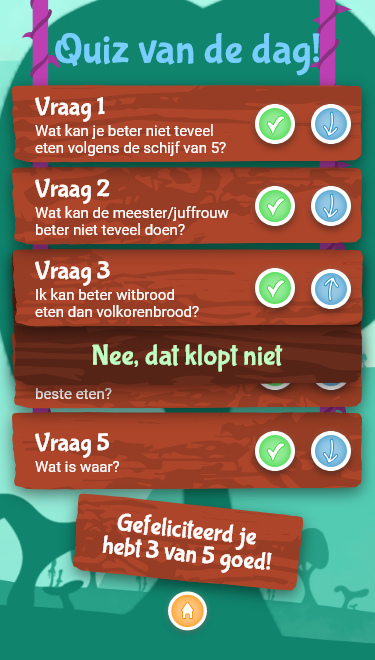 Quiz van de dag!
Vraag 1
Wat kan je beter niet teveel
eten volgens de schijf van 5?
Vraag 2
Wat kan de meester/juffrouw
beter niet teveel doen?
Vraag 3
Ik kan beter witbrood
eten dan volkorenbrood?
Nee, dat klopt niet
beste eten?
Vraag 5
Wat is waar?
Gefeliciteerd je
hebt 3 van 5 goed!